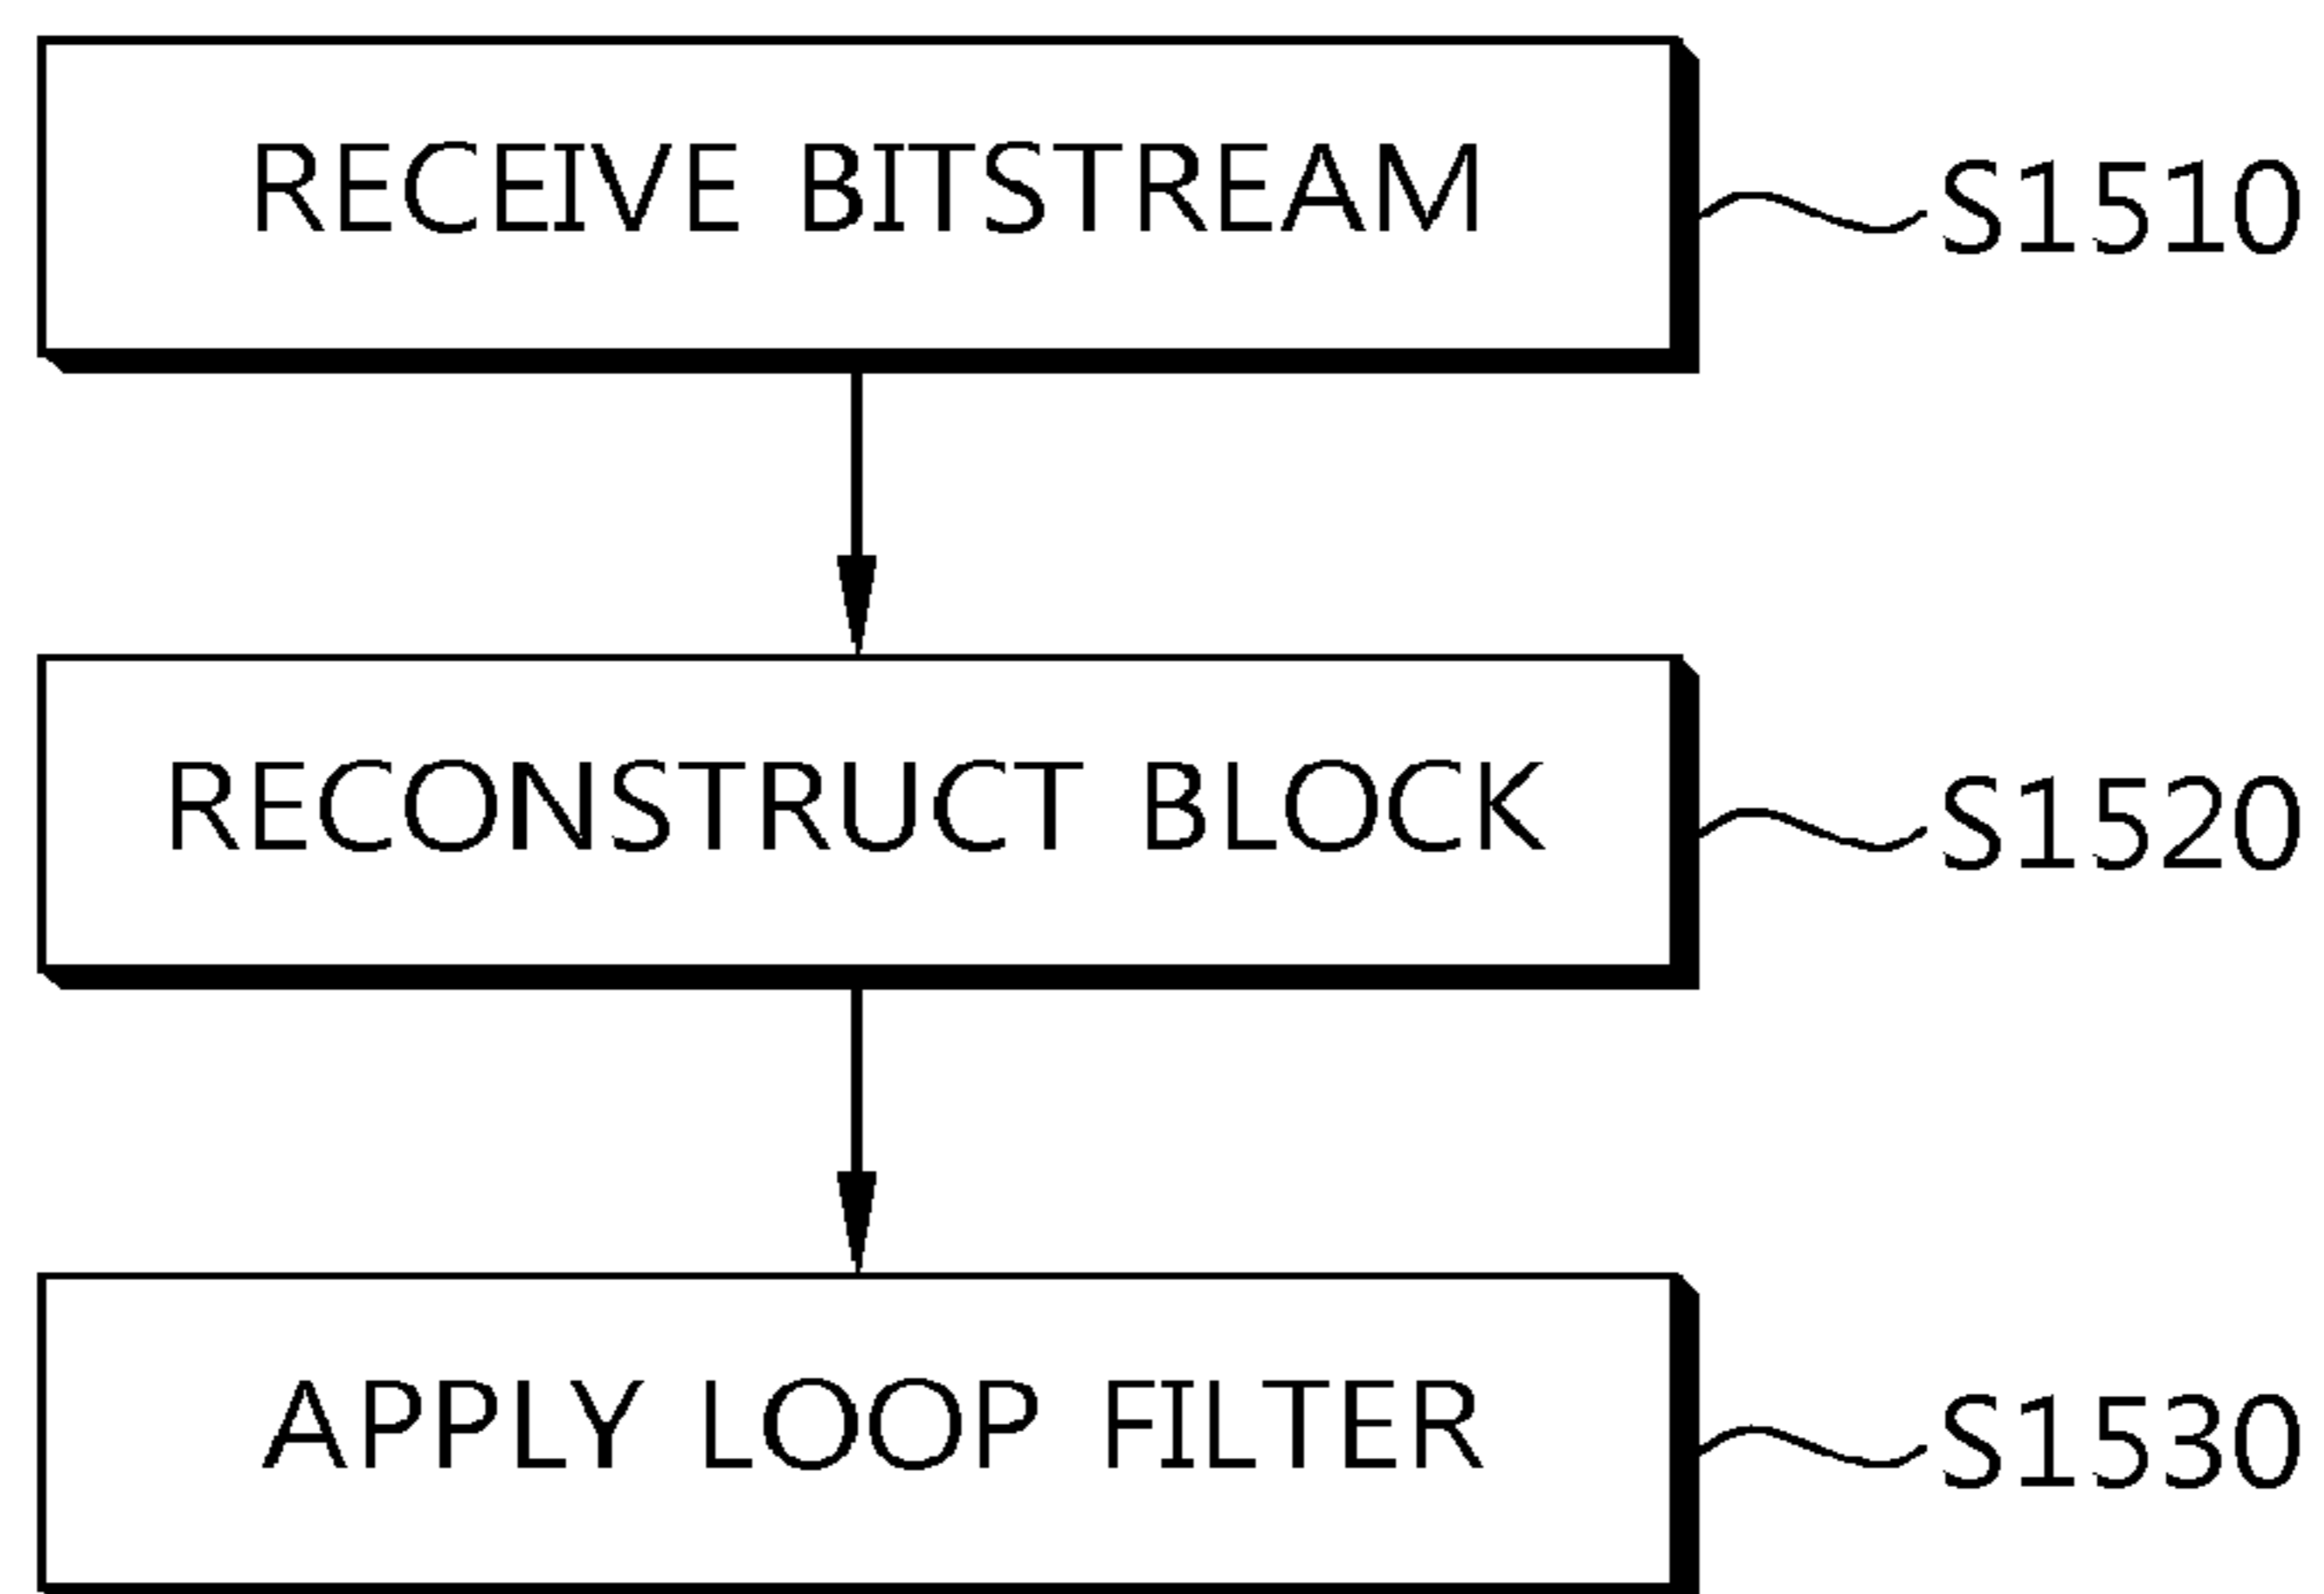 RECEIVE BITSTREAM
S1510
RECONSTRUCT BLOCK
S1520
APPLY LOOP FILTER
S1530